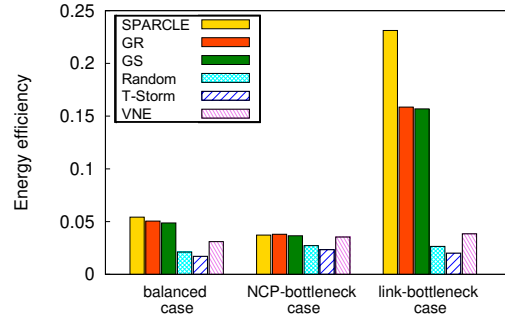 0.25
0.2
0.15
0.1
0.05
0
Energy efficiency
SPARCLE
GR
GS
Random
T-Storm
VNE
balanced
case
NCP-bottleneck
case
link-bottleneck
case